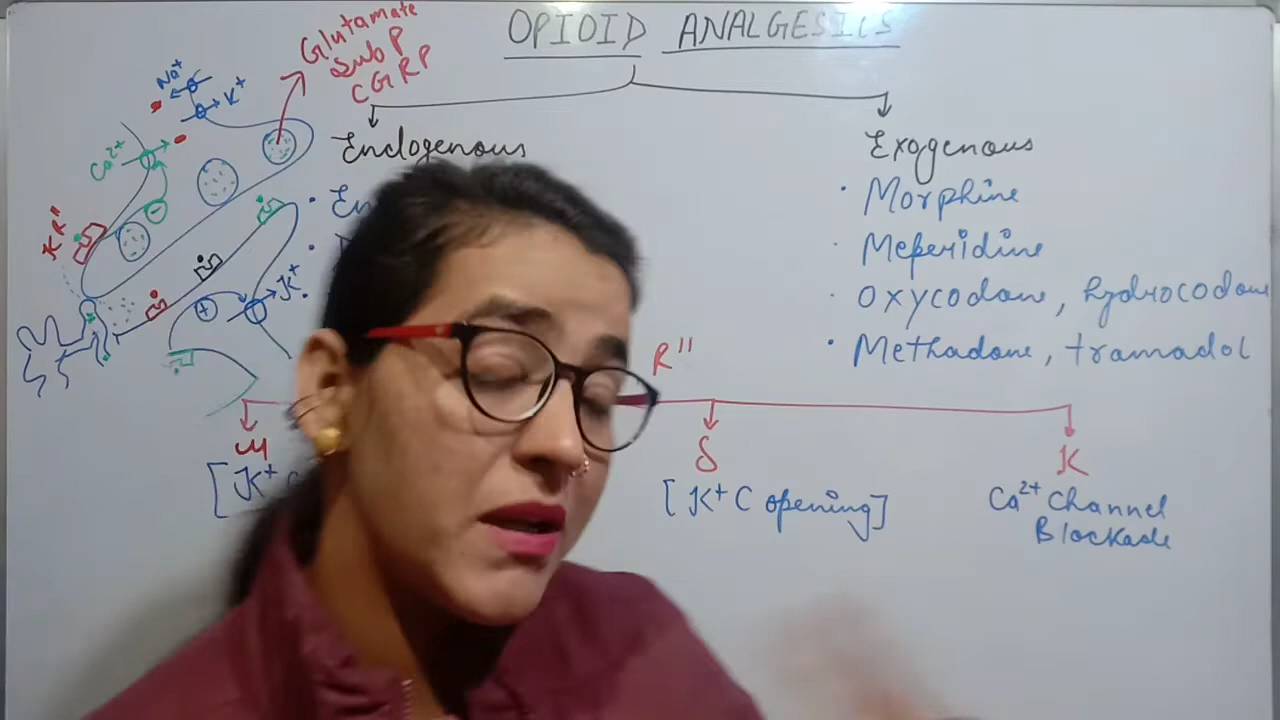 OPIOID ANALGESICS
Glutamate
Sub P
CGRP
Na+
K+
Ca2+
Endogenous
Exogenous
· Morphine
· Meperidine
· Oxycodone, hydrocodone
· Methadone, tramadol
KR"
K+
R"
μ
δ
K
[K+ C opening]
Ca2+ Channel
Blockade